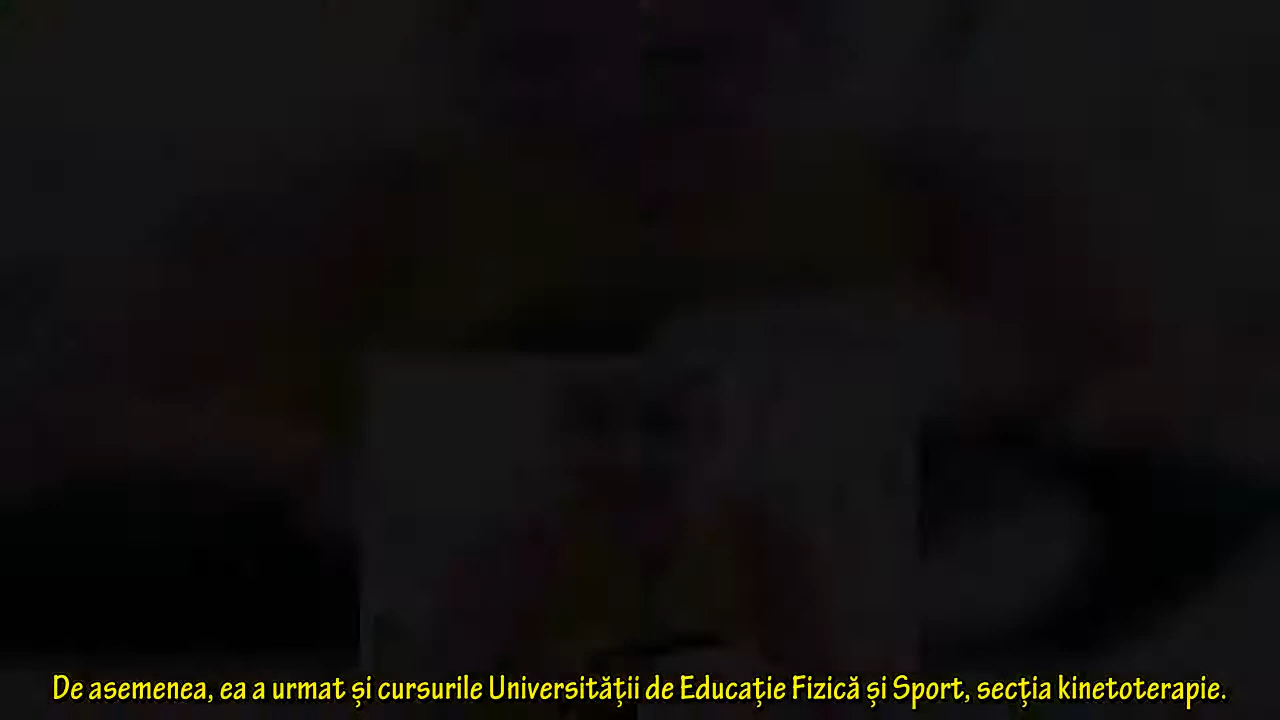 De asemenea, ea a urmat și cursurile Universității de Educație Fizică și Sport, secția kinetoterapie.